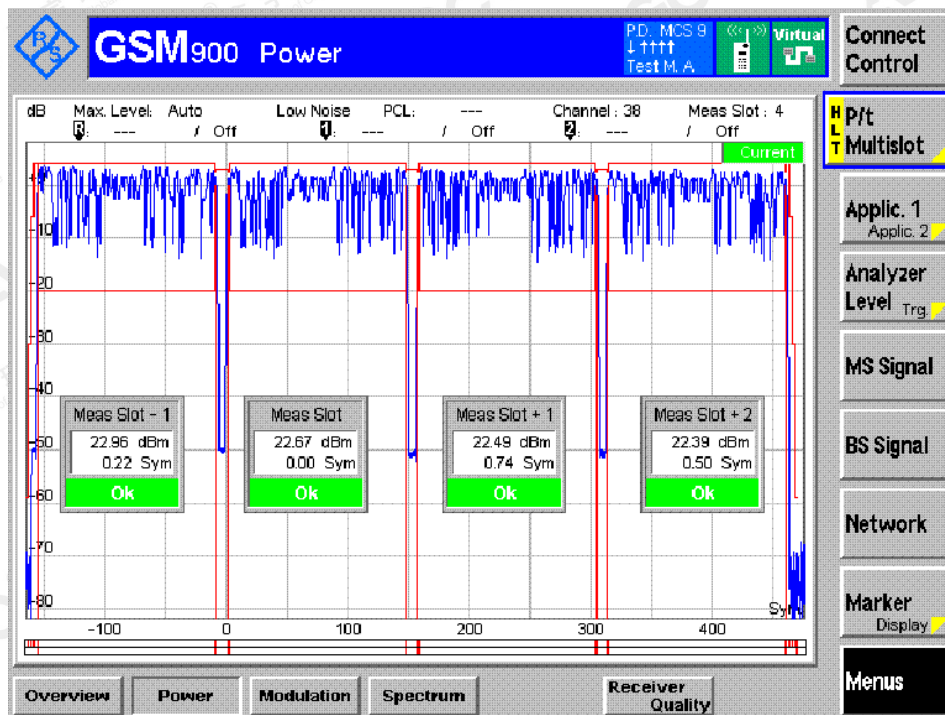 R S
GSM900 Power
P.D. MCS 9
↓ ↑↑↑↑
Test M. A.
Virtual
Connect
Control
dB Max. Level: Auto Low Noise PCL: --- Channel : 38 Meas Slot : 4
R: --- / Off 1: --- / Off 2: --- / Off
Current
HLT
P/t
Multislot
Applic. 1
Applic. 2
Analyzer
Level Trg.
MS Signal
BS Signal
Network
Marker
Display
Menus
-10
-20
-30
-40
-50
-60
-70
-80
Meas Slot - 1
22.96 dBm
0.22 Sym
Ok
Meas Slot
22.67 dBm
0.00 Sym
Ok
Meas Slot + 1
22.49 dBm
0.74 Sym
Ok
Meas Slot + 2
22.39 dBm
0.50 Sym
Ok
-100 0 100 200 300 400
Overview Power Modulation Spectrum Receiver Quality